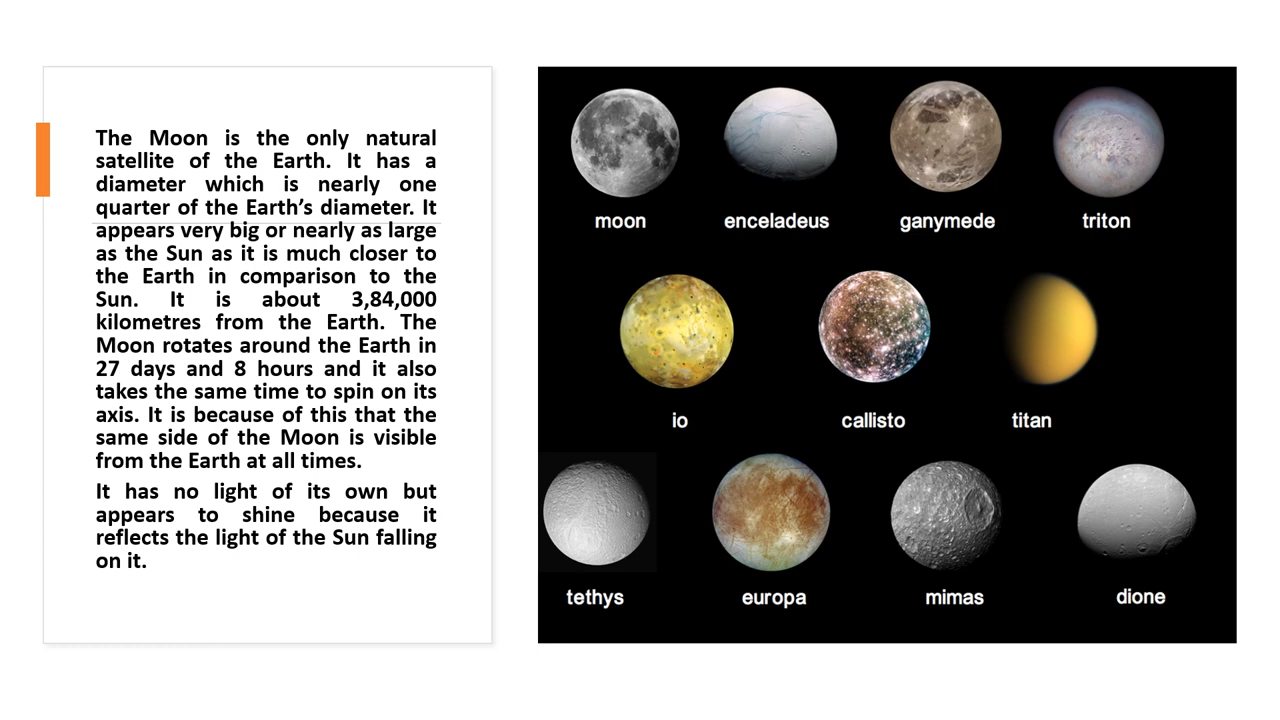 The Moon is the only natural
satellite of the Earth. It has a
diameter which is nearly one
quarter of the Earth’s diameter. It
appears very big or nearly as large
as the Sun as it is much closer to
the Earth in comparison to the
Sun. It is about 3,84,000
kilometres from the Earth. The
Moon rotates around the Earth in
27 days and 8 hours and it also
takes the same time to spin on its
axis. It is because of this that the
same side of the Moon is visible
from the Earth at all times.
It has no light of its own but
appears to shine because it
reflects the light of the Sun falling
on it.
moon enceladeus ganymede triton
io callisto titan
tethys europa mimas dione